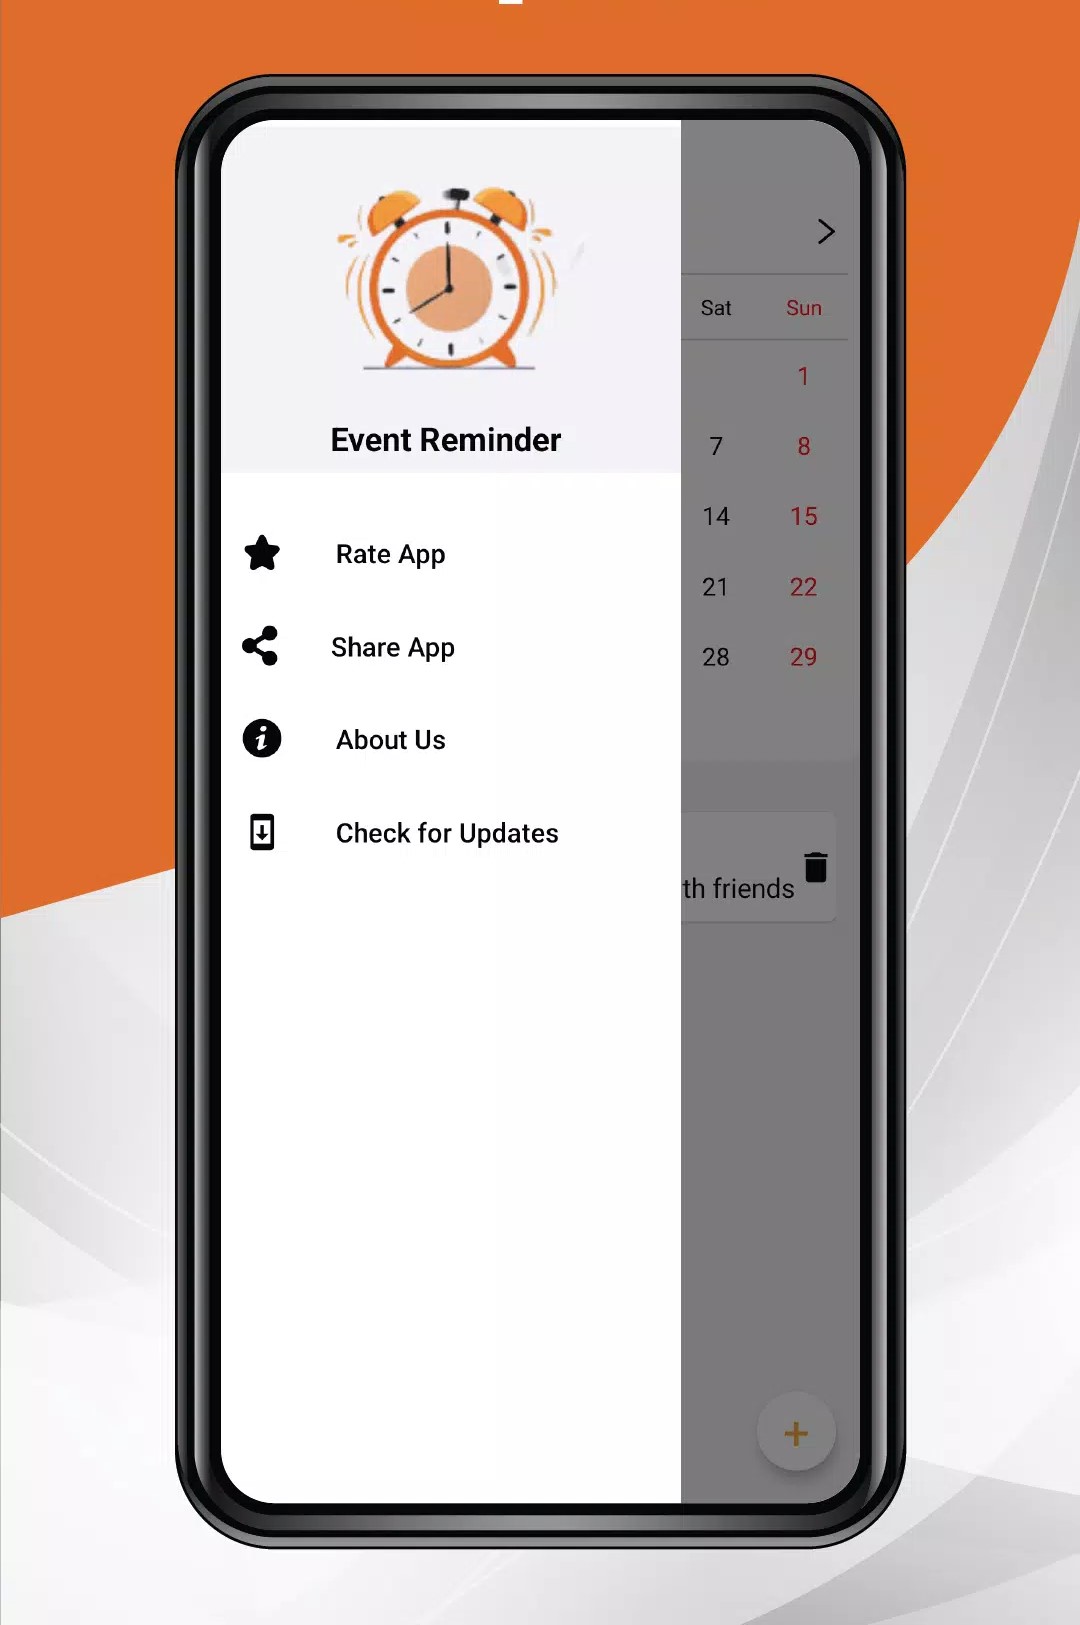 Event Reminder
Rate App
Share App
About Us
Check for Updates
Sat Sun
1
7 8
14 15
21 22
28 29
th friends